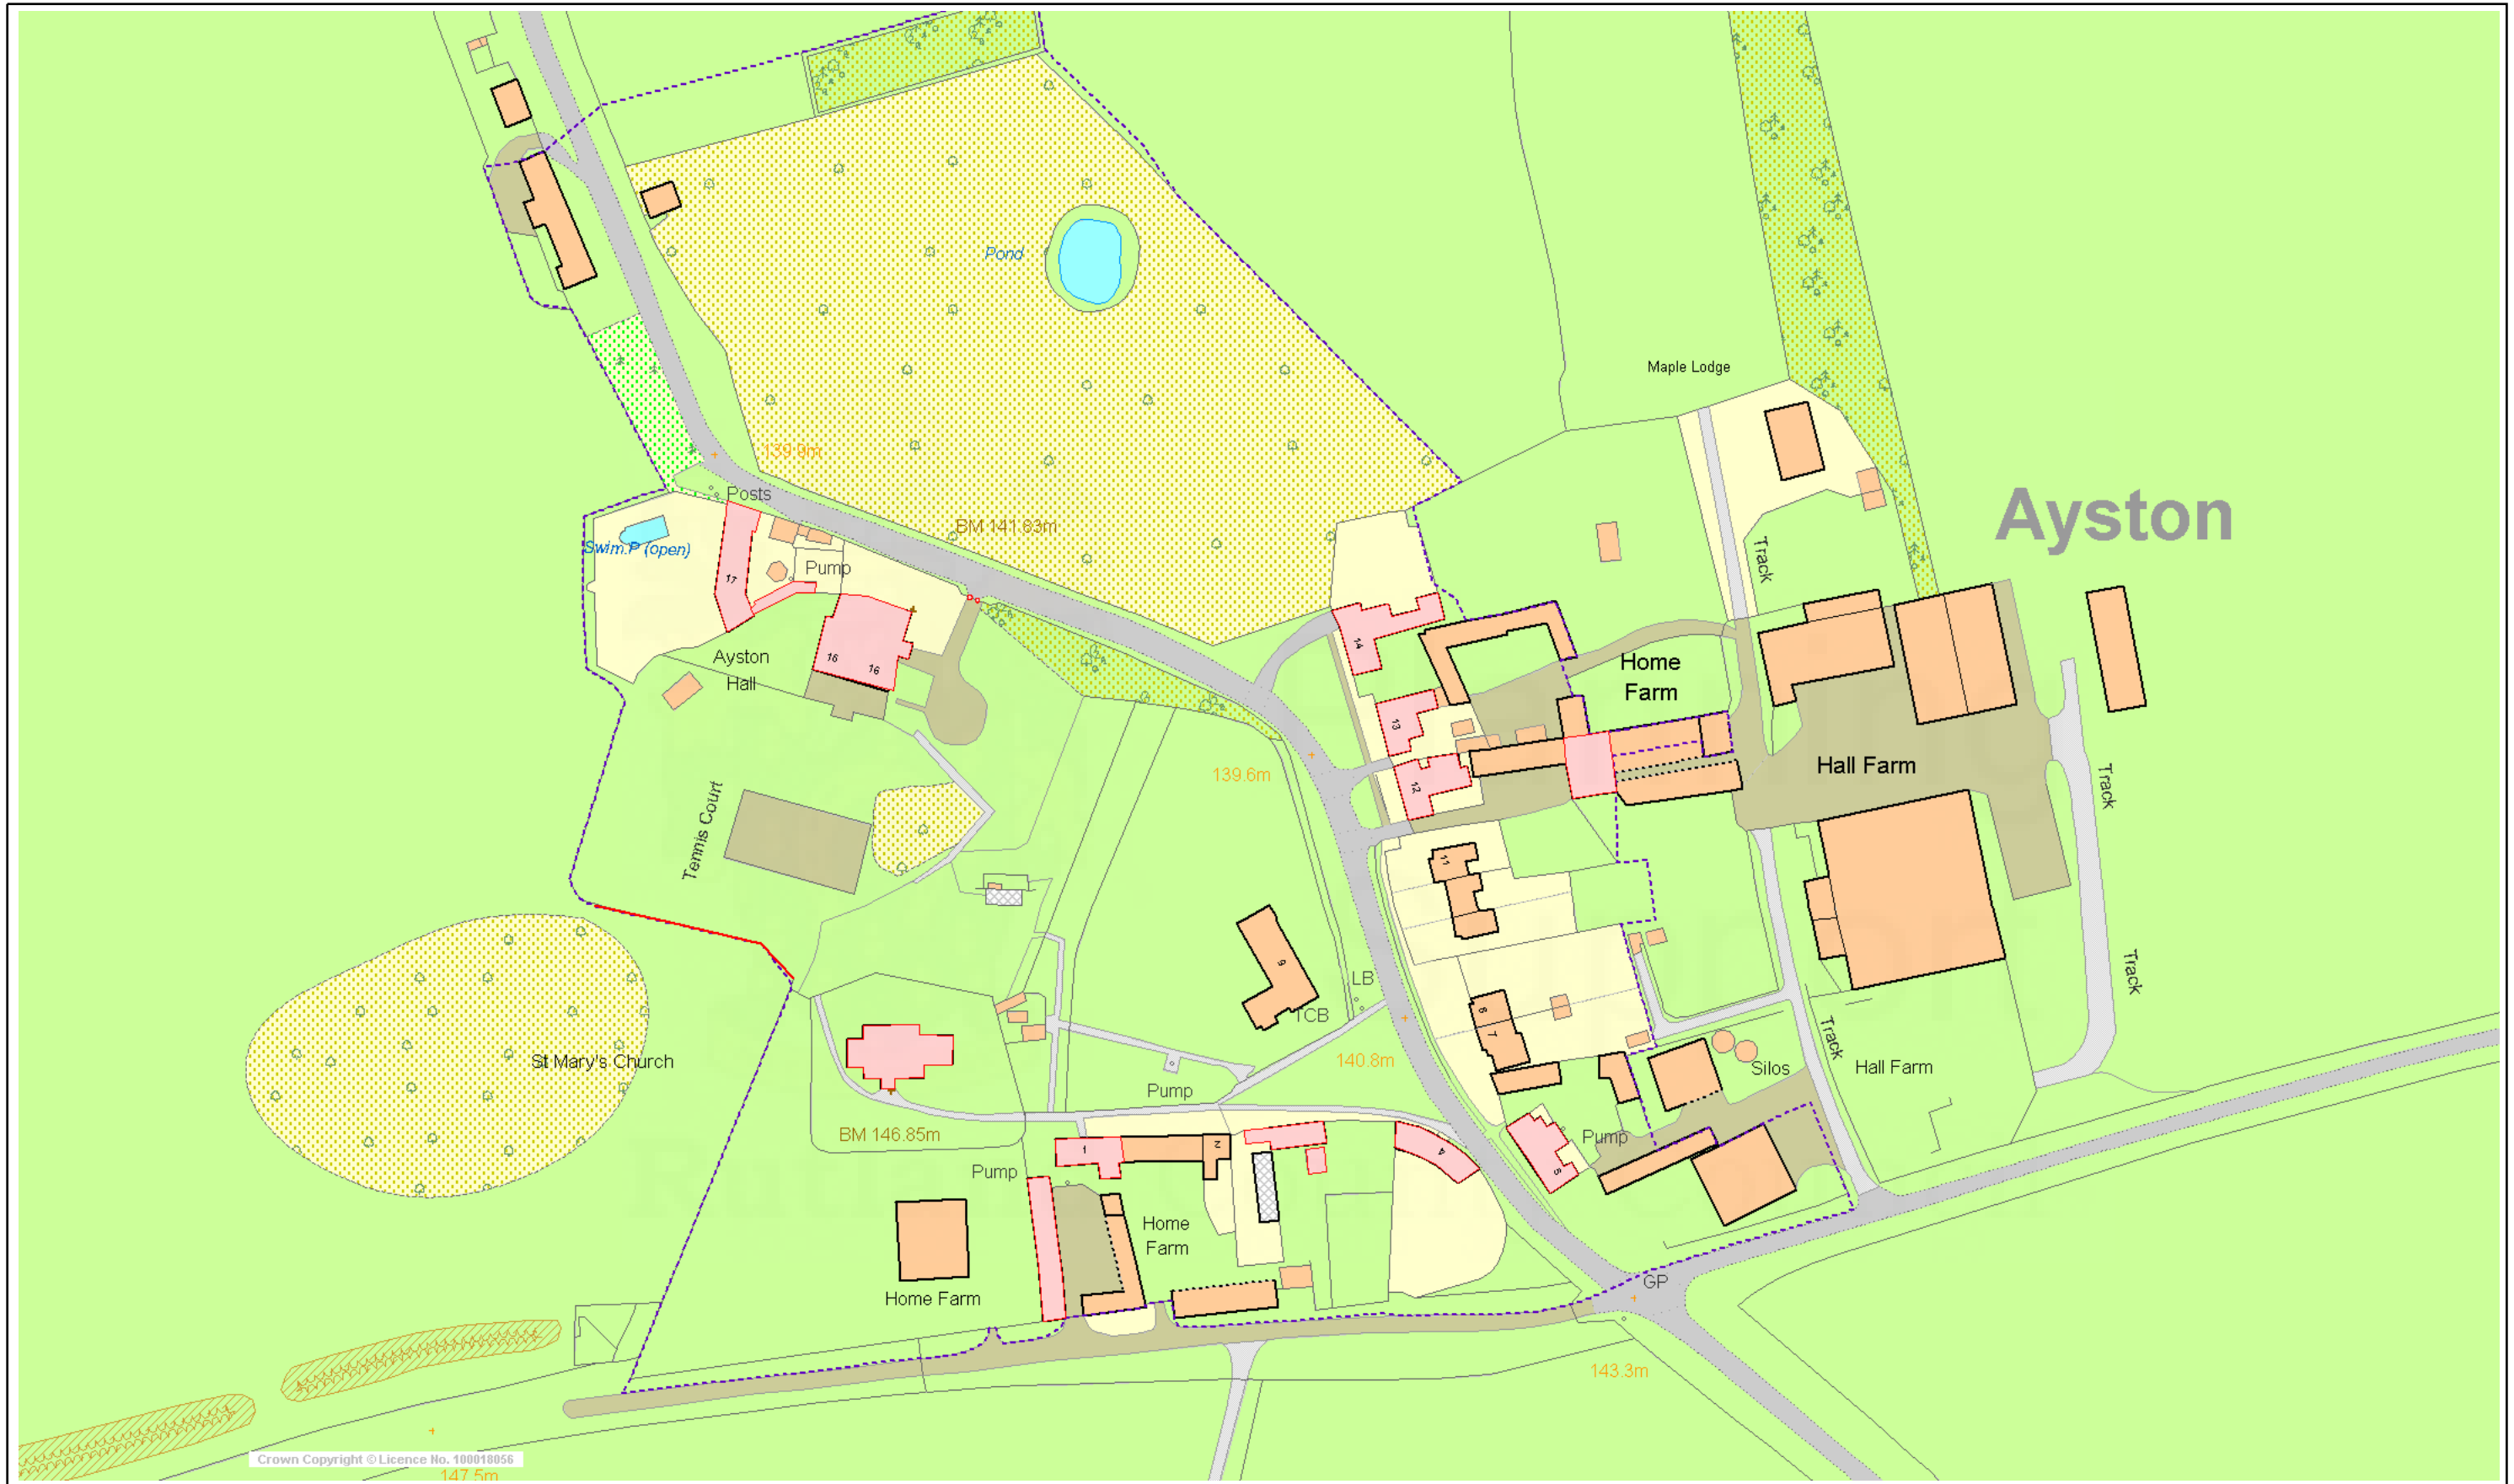 Pond
Maple Lodge
139.9m
Posts
BM 141.83m
Ayston
Swim.P (open)
17
Pump
Track
Ayston
Hall
16
16
14
Home
Farm
13
139.6m
12
Hall Farm
Track
Tennis Court
11
9
LB
TCB
8
7
Track
Track
St Mary's Church
140.8m
Silos
Hall Farm
Pump
BM 146.85m
Pump
1
2
4
5
Pump
Home
Farm
Home Farm
GP
143.3m
Crown Copyright © Licence No. 100018056
147.5m